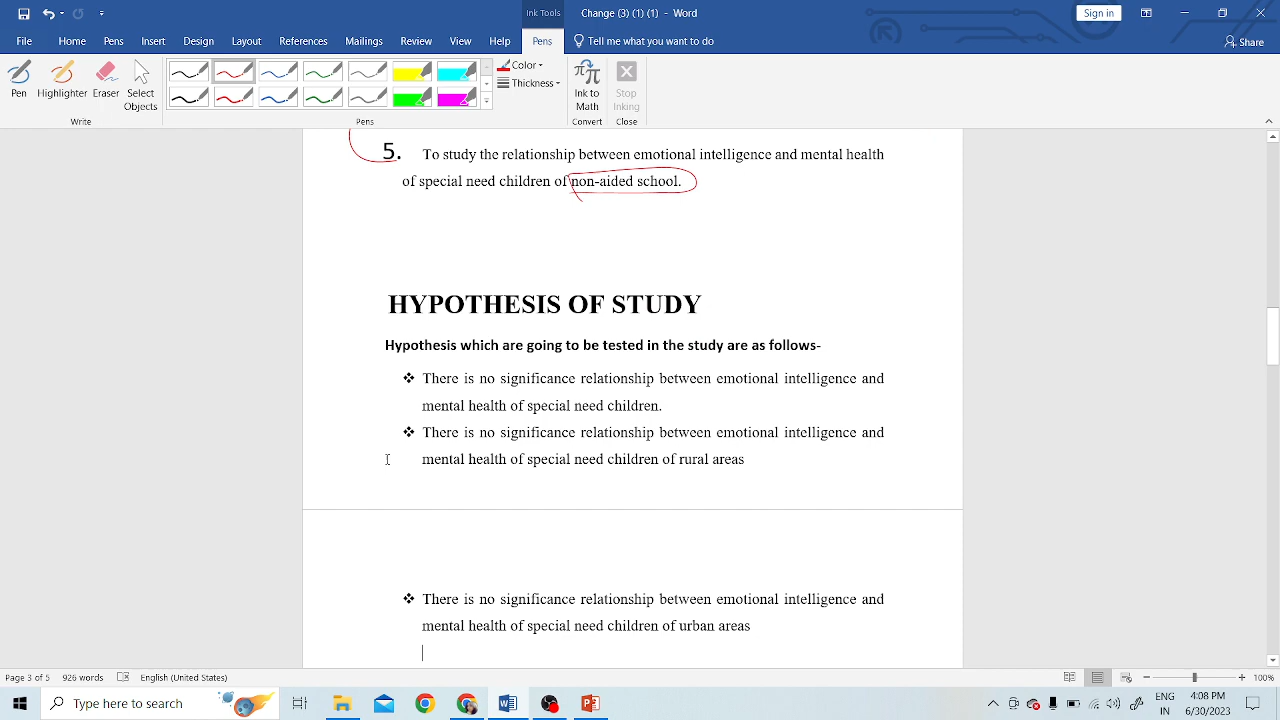 Ink Tools
Change (3) (1) (1) - Word
Sign in
File Home Pens Insert Design Layout References Mailings Review View Help Pens Tell me what you want to do Share
Pen Highlighter Eraser Select Objects
Color
Thickness
Ink to Math
Stop Inking
Write Pens Convert Close
5. To study the relationship between emotional intelligence and mental health
of special need children of non-aided school.
HYPOTHESIS OF STUDY
Hypothesis which are going to be tested in the study are as follows-
❖ There is no significance relationship between emotional intelligence and
mental health of special need children.
❖ There is no significance relationship between emotional intelligence and
mental health of special need children of rural areas
❖ There is no significance relationship between emotional intelligence and
mental health of special need children of urban areas
Page 3 of 5 926 words English (United States) 100%
Type here to search
ENG 4:08 PM
IN 6/30/2023